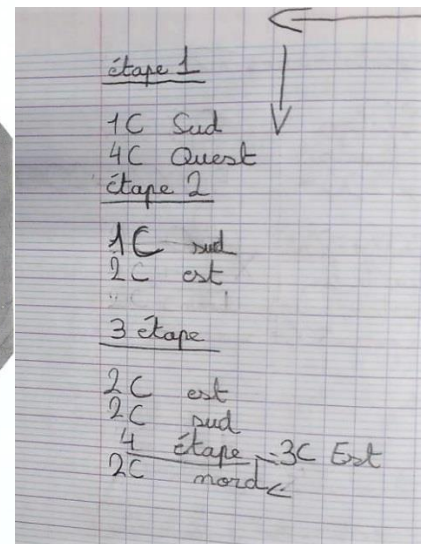 étape 1
1C Sud
4C Ouest
étape 2
1C sud
2C est
3 étape
2C est
2C sud
4 étape 3C Est
2C nord